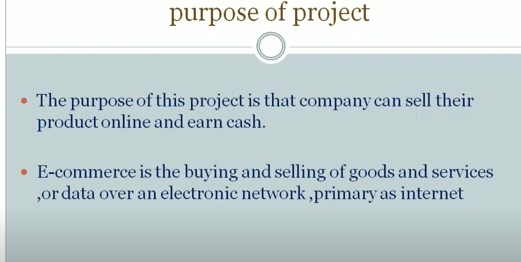 purpose of project
The purpose of this project is that company can sell their
product online and earn cash.
E-commerce is the buying and selling of goods and services
,or data over an electronic network ,primary as internet